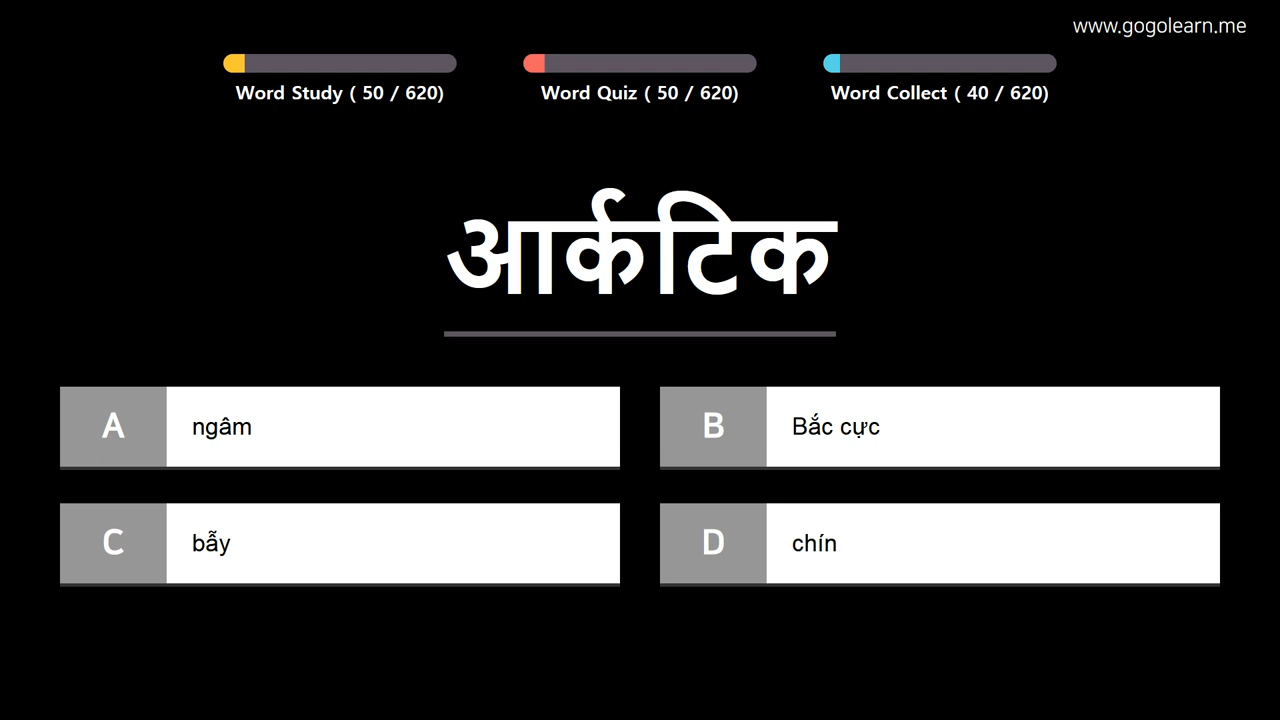 www.gogolearn.me
Word Study ( 50 / 620)
Word Quiz ( 50 / 620)
Word Collect ( 40 / 620)
आर्कटिक
A ngâm
B Bắc cực
C bẫy
D chín